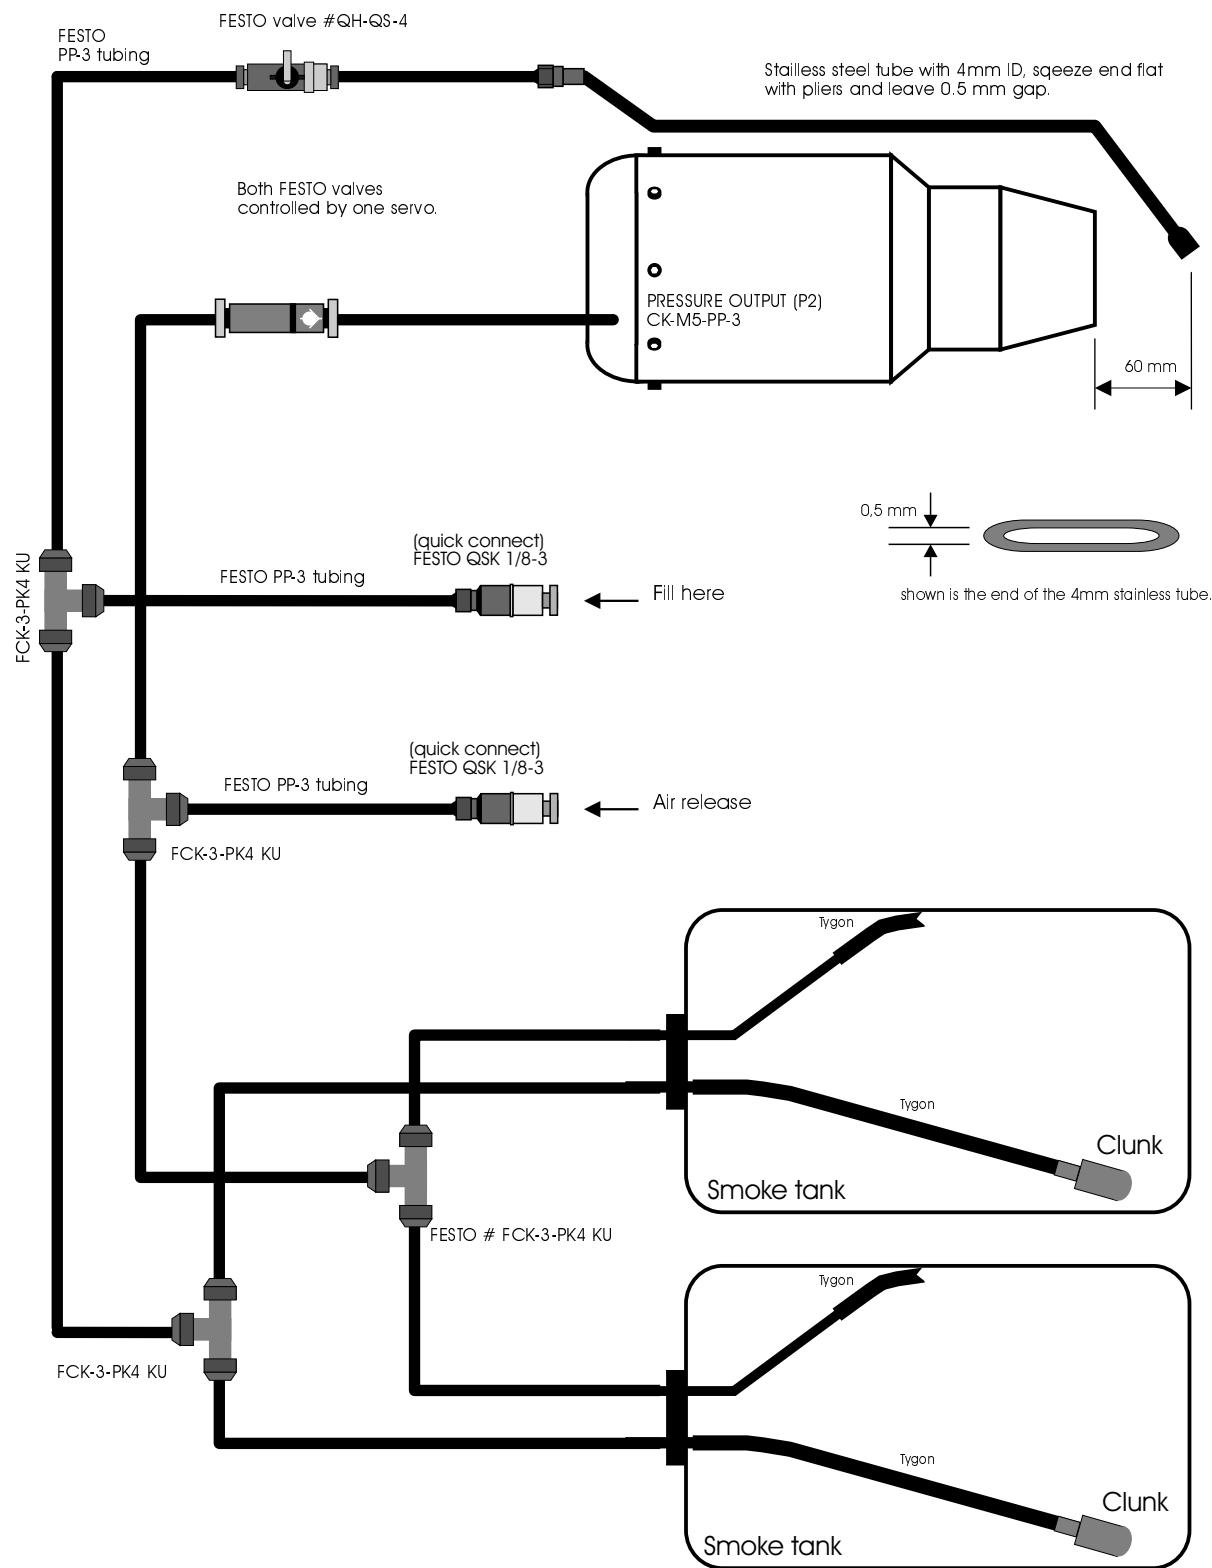 FESTO valve #QH-QS-4
FESTO
PP-3 tubing
Stailless steel tube with 4mm ID, sqeeze end flat
with pliers and leave 0.5 mm gap.
Both FESTO valves
controlled by one servo.
PRESSURE OUTPUT (P2)
CK-M5-PP-3
60 mm
0,5 mm
shown is the end of the 4mm stainless tube.
FCK-3-PK4 KU
FESTO PP-3 tubing
(quick connect)
FESTO QSK 1/8-3
Fill here
FESTO PP-3 tubing
(quick connect)
FESTO QSK 1/8-3
Air release
FCK-3-PK4 KU
Tygon
Tygon
Clunk
Smoke tank
FESTO # FCK-3-PK4 KU
Tygon
FCK-3-PK4 KU
Tygon
Clunk
Smoke tank